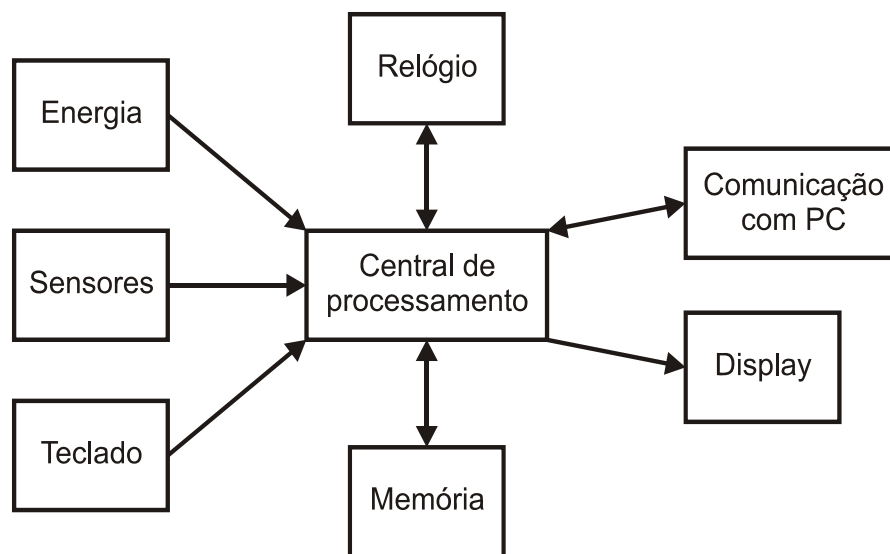 Relógio
Energia
Comunicação
com PC
Sensores
Central de
processamento
Display
Teclado
Memória